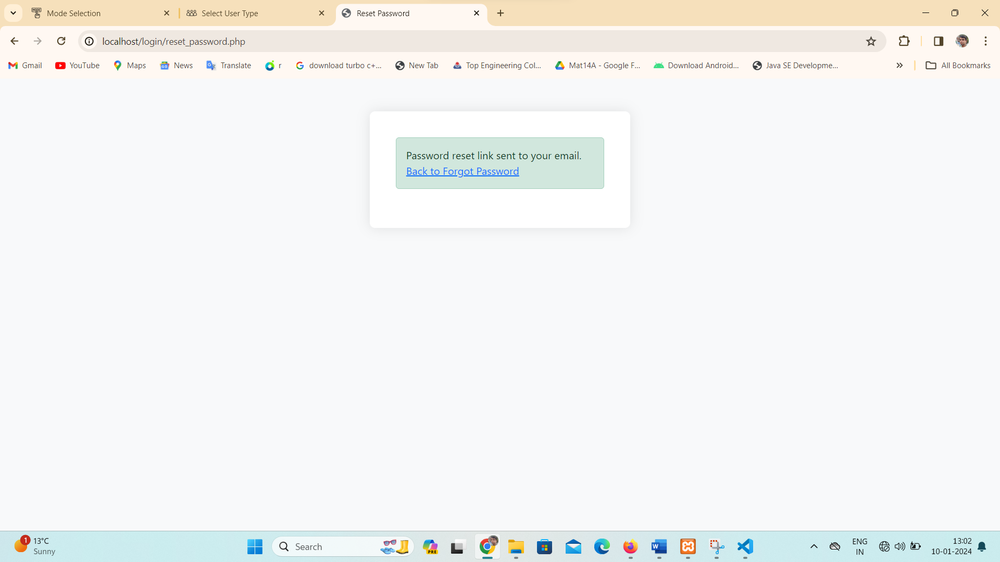 Mode Selection
Select User Type
Reset Password
localhost/login/reset_password.php
Gmail
YouTube
Maps
News
Translate
r
download turbo c+...
New Tab
Top Engineering Col...
Mat14A - Google F...
Download Android...
Java SE Developme...
All Bookmarks
Password reset link sent to your email.
Back to Forgot Password
1
13°C
Sunny
Search
PRE
ENG
IN
13:02
10-01-2024